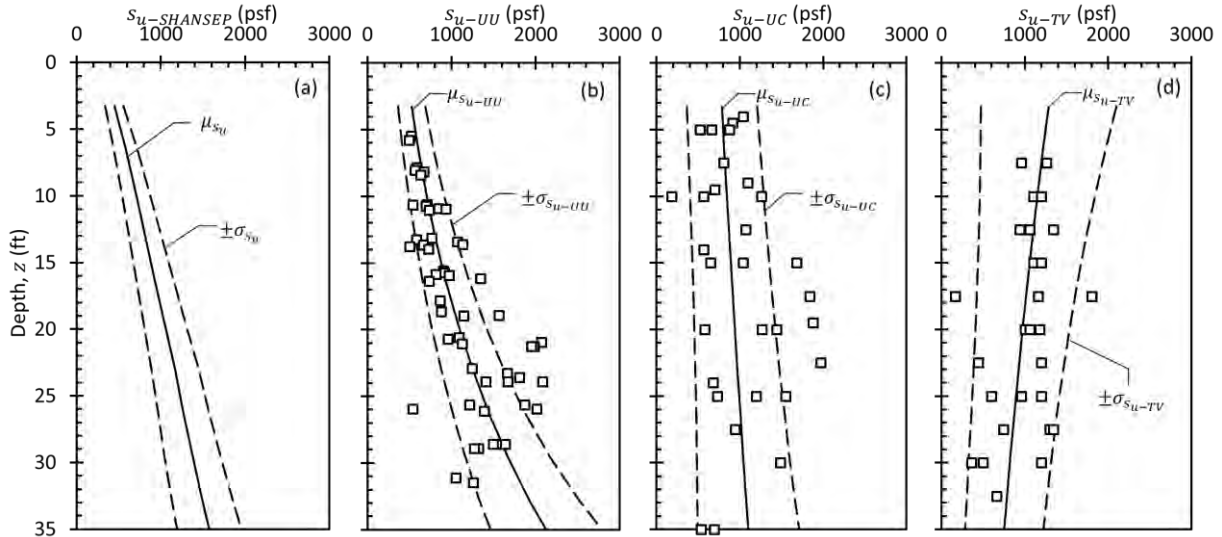 s_{u-SHANSEP} (psf)
0 1000 2000 3000
s_{u-UU} (psf)
0 1000 2000 3000
s_{u-UC} (psf)
0 1000 2000 3000
s_{u-TV} (psf)
0 1000 2000 3000
Depth, z (ft)
0
5
10
15
20
25
30
35
(a)
μ_{s_u}
±σ_{s_u}
(b)
μ_{s_{u-UU}}
±σ_{s_{u-UU}}
(c)
μ_{s_{u-UC}}
±σ_{s_{u-UC}}
(d)
μ_{s_{u-TV}}
±σ_{s_{u-TV}}